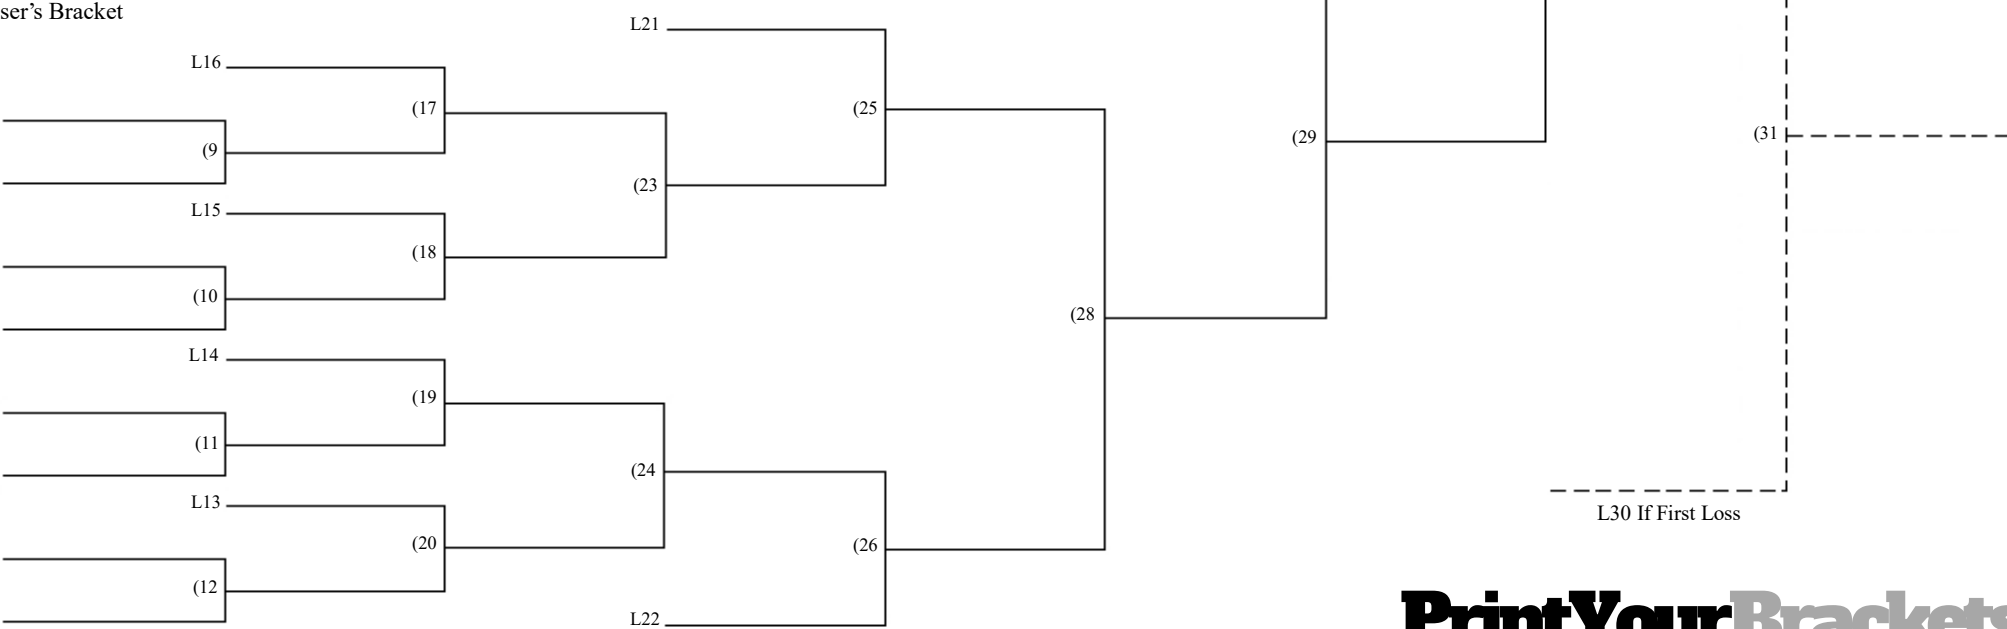 ser’s Bracket
L21
L16
(17
(25
(9
(29
(31
(23
L15
(18
(10
(28
L14
(19
(11
(24
L13
L30 If First Loss
(20
(26
(12
L22
PrintYourBrackets